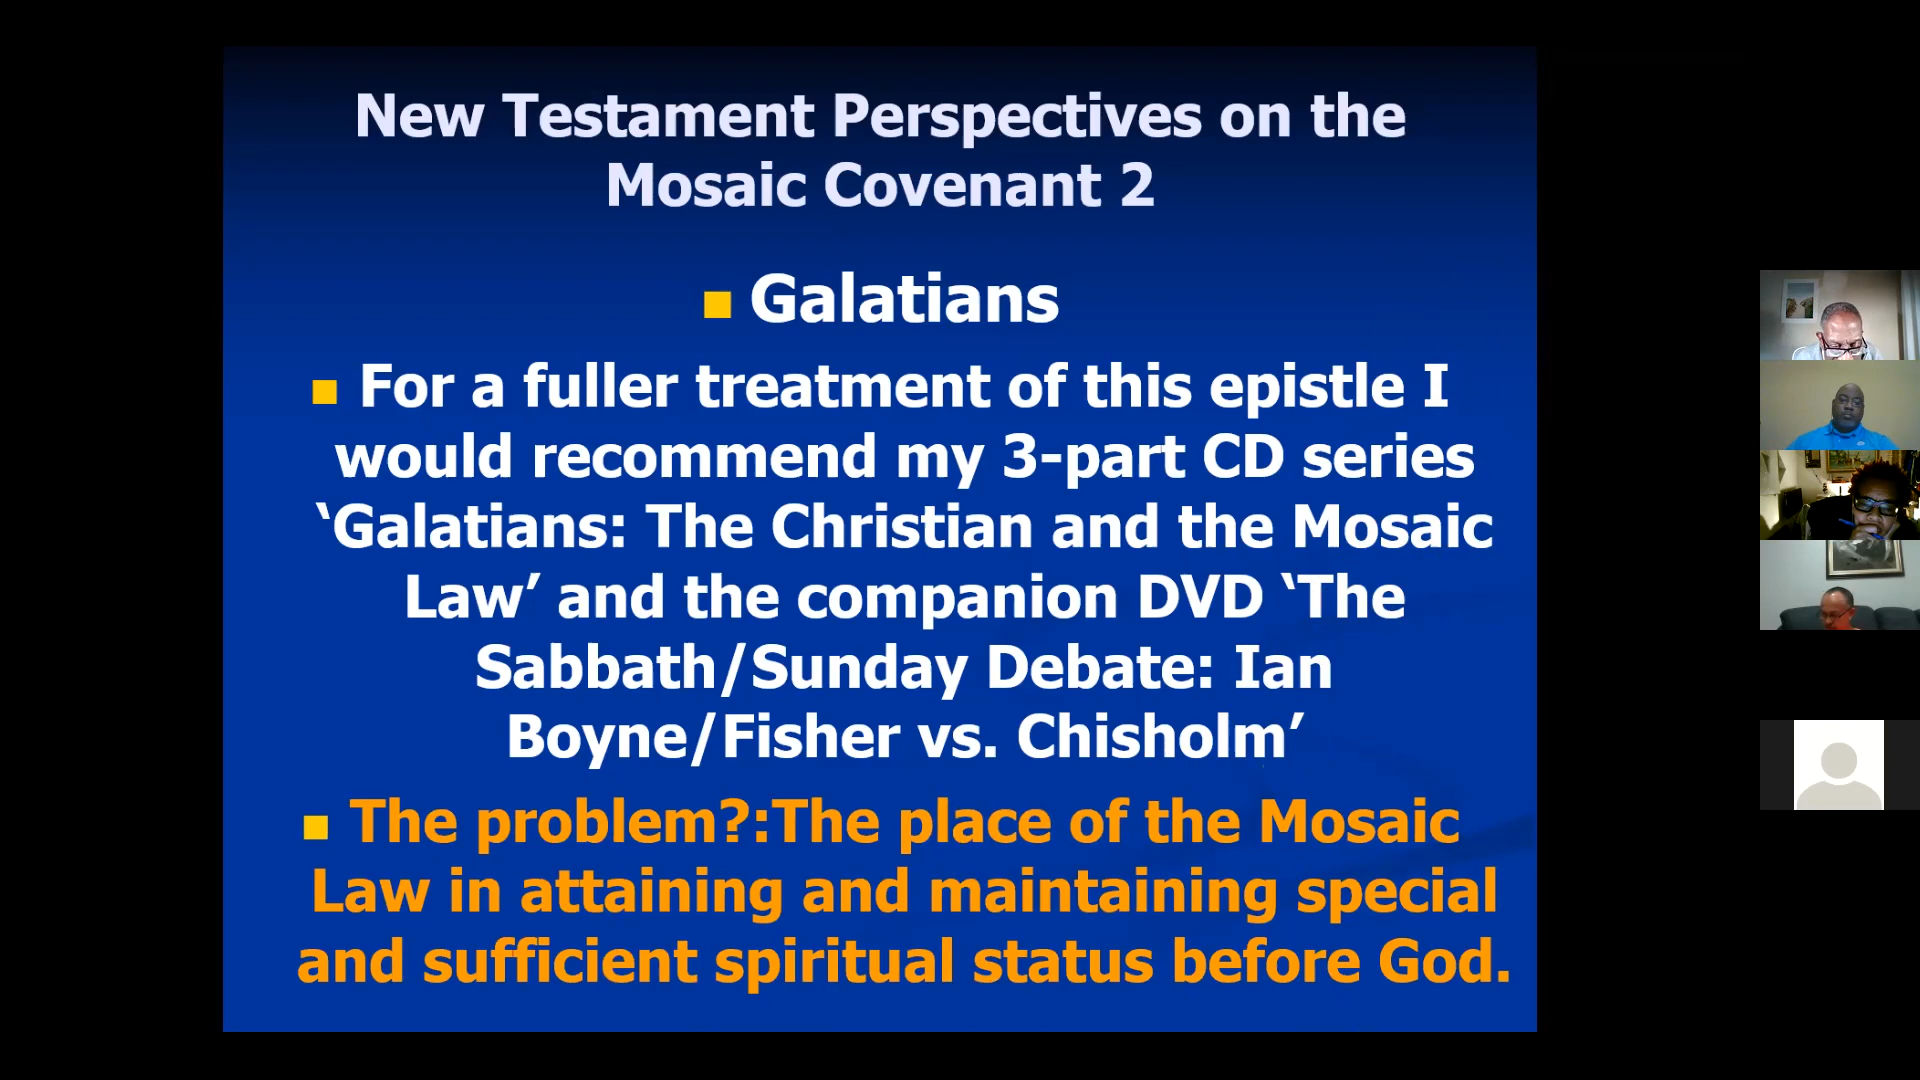 New Testament Perspectives on the
Mosaic Covenant 2
Galatians
For a fuller treatment of this epistle I
would recommend my 3-part CD series
‘Galatians: The Christian and the Mosaic
Law’ and the companion DVD ‘The
Sabbath/Sunday Debate: Ian
Boyne/Fisher vs. Chisholm’
The problem?:The place of the Mosaic
Law in attaining and maintaining special
and sufficient spiritual status before God.